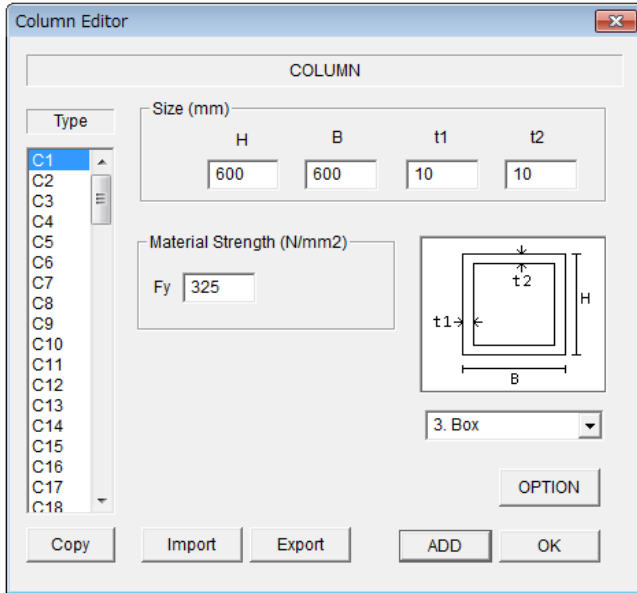 Column Editor
COLUMN
Type
C1
C2
C3
C4
C5
C6
C7
C8
C9
C10
C11
C12
C13
C14
C15
C16
C17
C18
Size (mm)
H B t1 t2
600 600 10 10
Material Strength (N/mm2)
Fy 325
t2
H
t1
B
3. Box
OPTION
Copy Import Export ADD OK